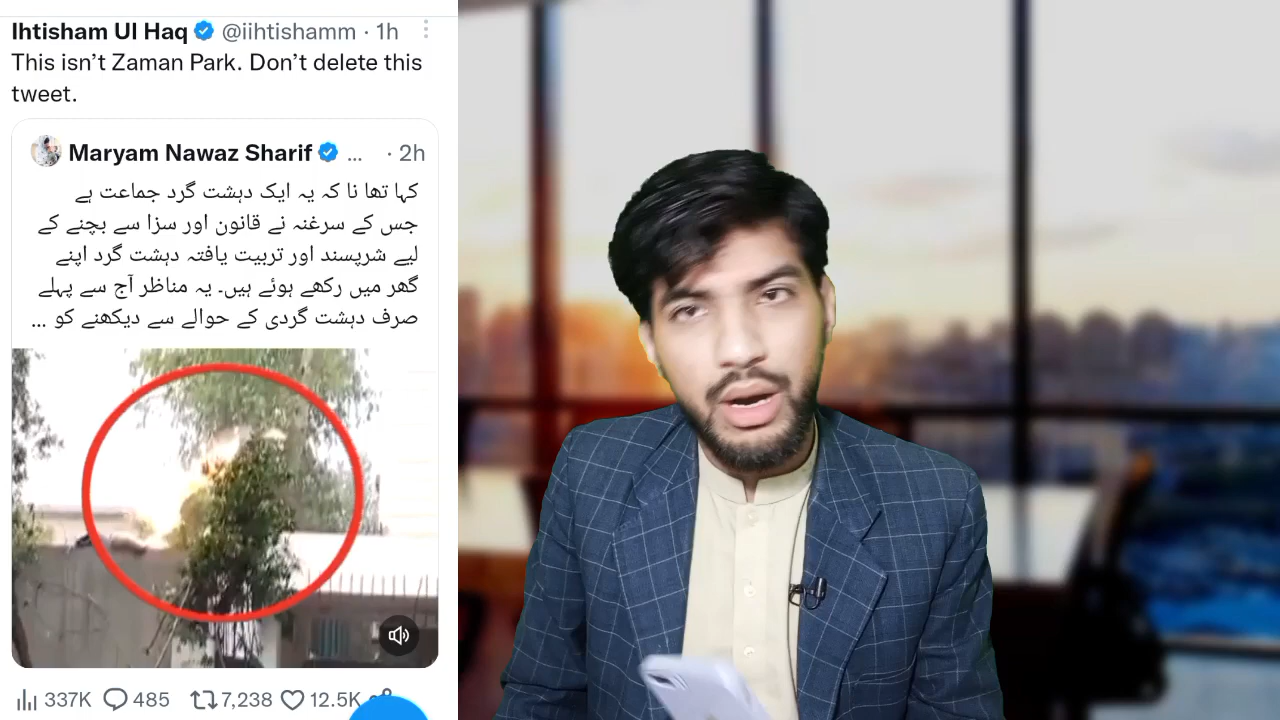 Ihtisham Ul Haq @iihtishamm · 1h
This isn’t Zaman Park. Don’t delete this
tweet.
Maryam Nawaz Sharif ... · 2h
کہا تھا نا کہ یہ ایک دہشت گرد جماعت ہے
جس کے سرغنہ نے قانون اور سزا سے بچنے کے
لیے شرپسند اور تربیت یافتہ دہشت گرد اپنے
گھر میں رکھے ہوئے ہیں۔ یہ مناظر آج سے پہلے
صرف دہشت گردی کے حوالے سے دیکھنے کو ...
337K 485 7,238 12.5K